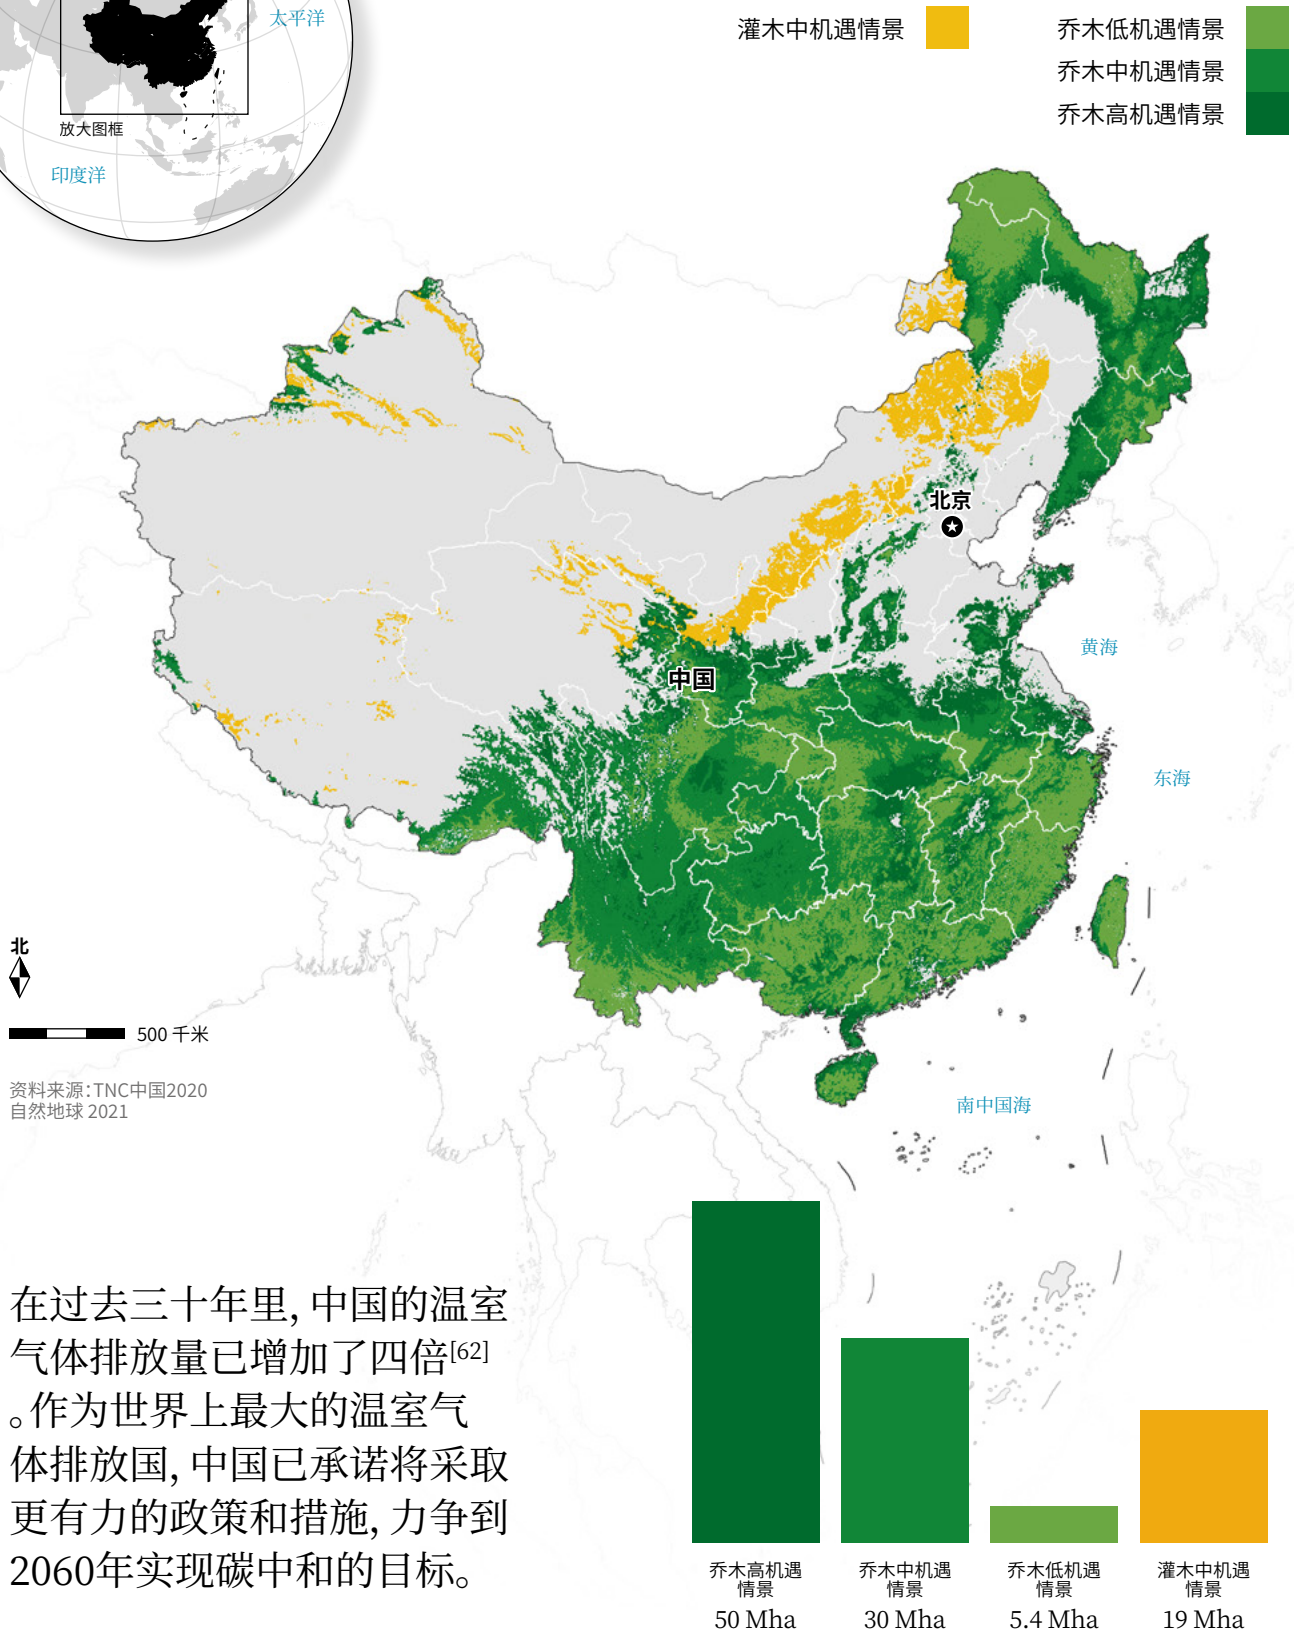 太平洋
放大图框
印度洋
灌木中机遇情景
乔木低机遇情景
乔木中机遇情景
乔木高机遇情景
北京
中国
黄海
东海
南中国海
北
500 千米
资料来源：TNC中国2020
自然地球 2021
在过去三十年里，中国的温室
气体排放量已增加了四倍[62]
。作为世界上最大的温室气
体排放国，中国已承诺将采取
更有力的政策和措施，力争到
2060年实现碳中和的目标。
乔木高机遇
情景
50 Mha
乔木中机遇
情景
30 Mha
乔木低机遇
情景
5.4 Mha
灌木中机遇
情景
19 Mha